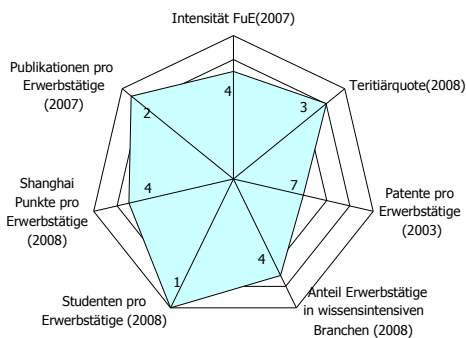 Intensität FuE(2007)
Teritiärquote(2008)
Patente pro
Erwerbstätige
(2003)
Anteil Erwerbstätige
in wissensintensiven
Branchen (2008)
Studenten pro
Erwerbstätige (2008)
Shanghai
Punkte pro
Erwerbstätige
(2008)
Publikationen pro
Erwerbstätige
(2007)
4
3
7
4
1
4
2